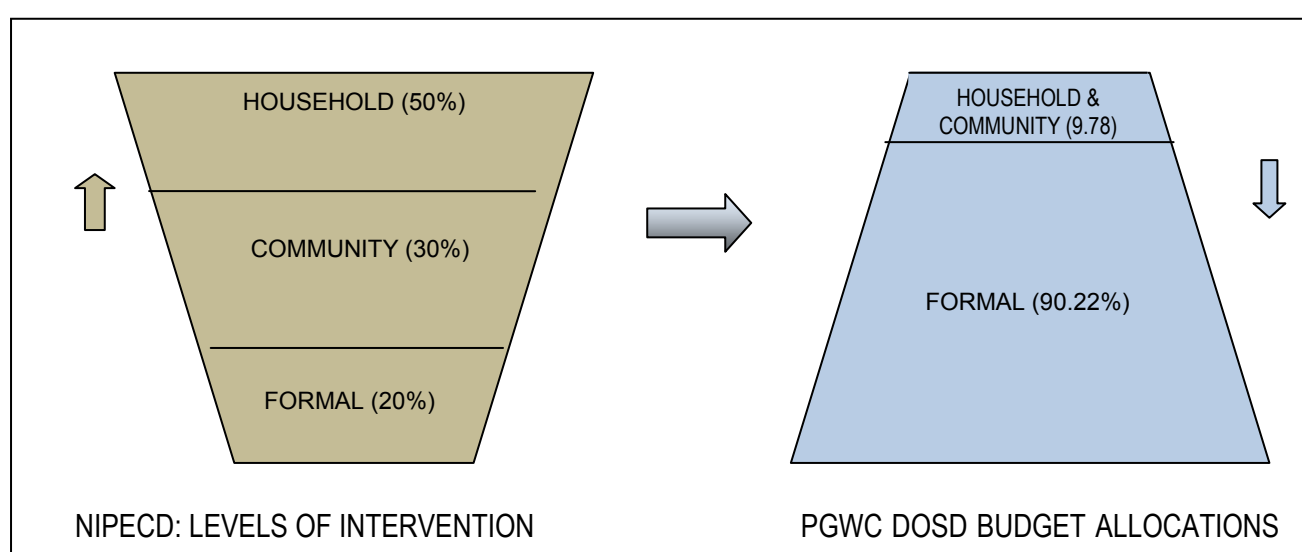 HOUSEHOLD (50%)
COMMUNITY (30%)
FORMAL (20%)
NIPECD: LEVELS OF INTERVENTION
HOUSEHOLD &
COMMUNITY (9.78)
FORMAL (90.22%)
PGWC DOSD BUDGET ALLOCATIONS